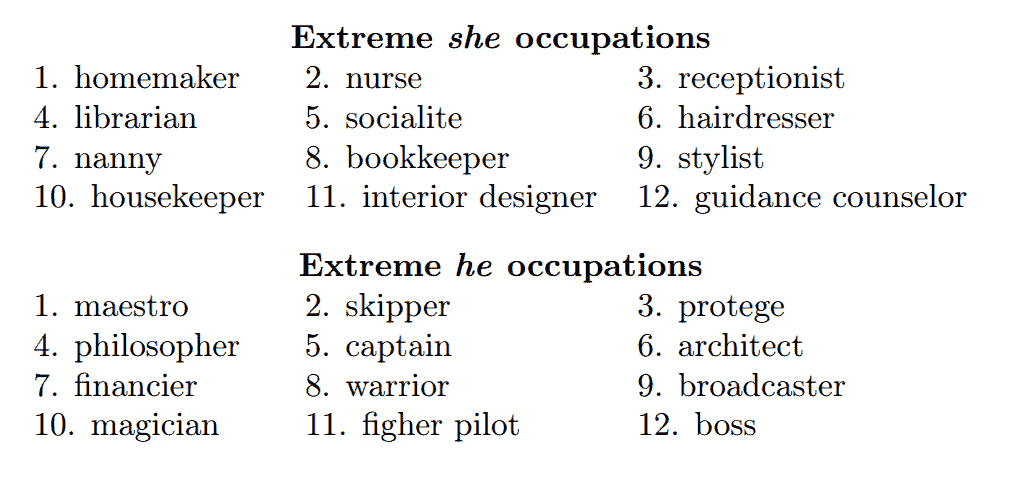 Extreme she occupations
1. homemaker 2. nurse 3. receptionist
4. librarian 5. socialite 6. hairdresser
7. nanny 8. bookkeeper 9. stylist
10. housekeeper 11. interior designer 12. guidance counselor
Extreme he occupations
1. maestro 2. skipper 3. protege
4. philosopher 5. captain 6. architect
7. financier 8. warrior 9. broadcaster
10. magician 11. figher pilot 12. boss